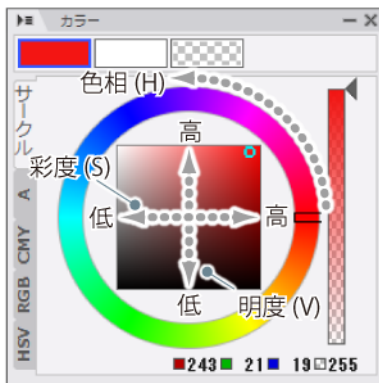 カラー
色相 (H)
サークル
高
彩度 (S)
A
低
高
CMY
低
明度 (V)
RGB
HSV
243 21 19 255